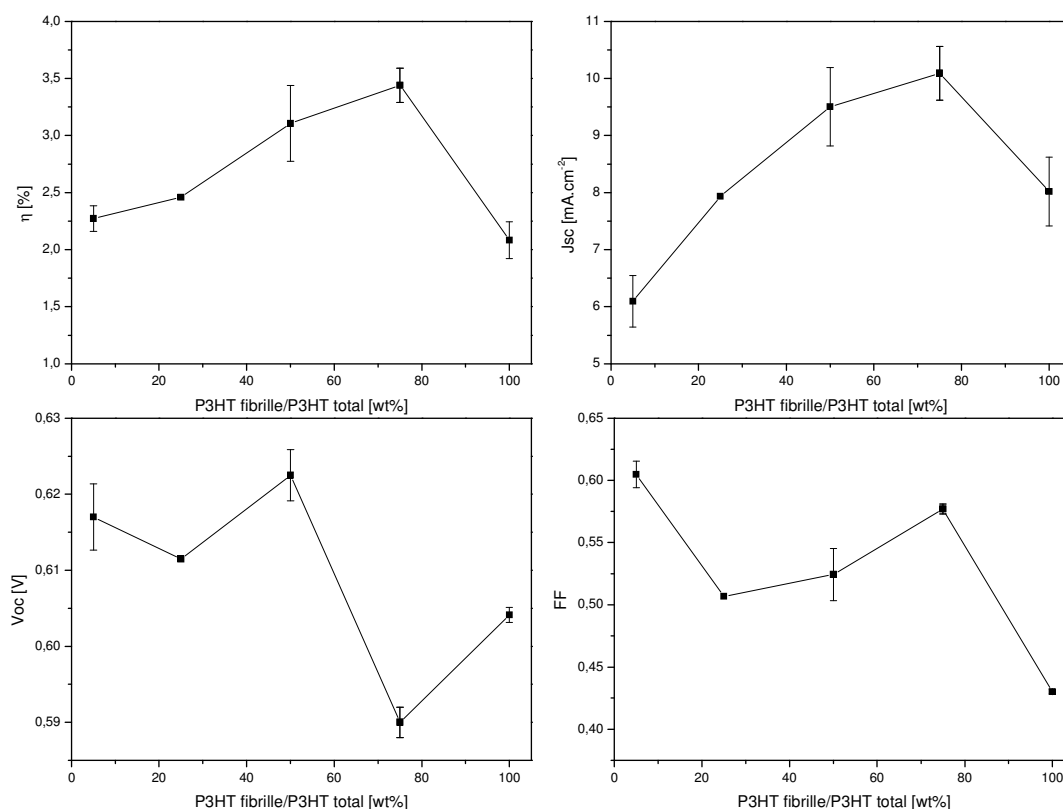 4,0
3,5
3,0
2,5
2,0
1,5
1,0
η [%]
0 20 40 60 80 100
P3HT fibrille/P3HT total [wt%]
11
10
9
8
7
6
5
Jsc [mA.cm-2]
0 20 40 60 80 100
P3HT fibrille/P3HT total [wt%]
0,63
0,62
0,61
0,60
0,59
Voc [V]
0 20 40 60 80 100
P3HT fibrille/P3HT total [wt%]
0,65
0,60
0,55
0,50
0,45
0,40
FF
0 20 40 60 80 100
P3HT fibrille/P3HT total [wt%]